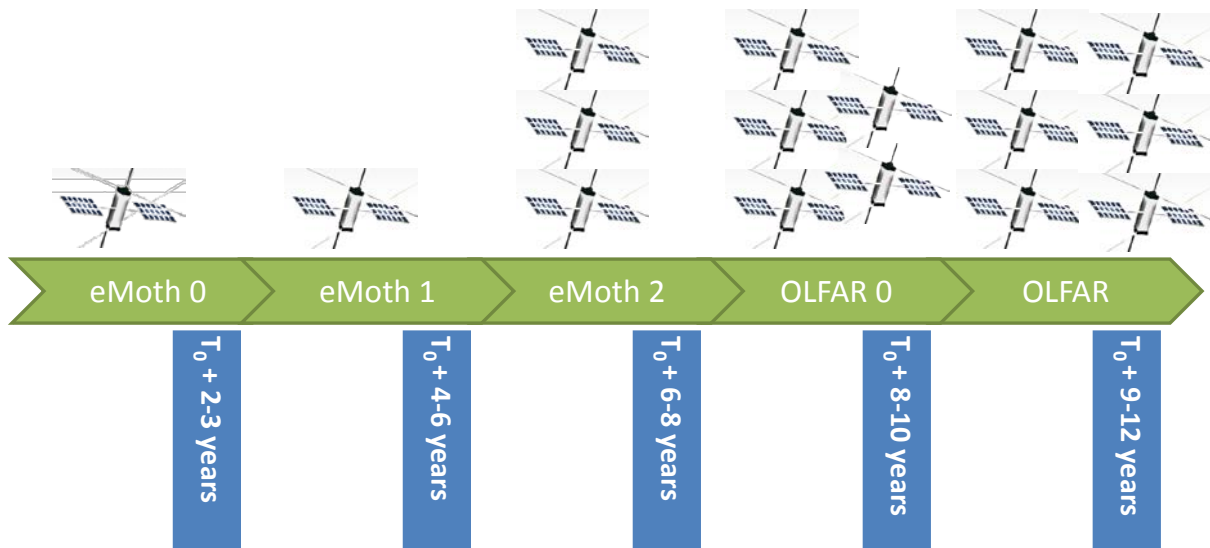 eMoth 0
eMoth 1
eMoth 2
OLFAR 0
OLFAR
T₀ + 2-3 years
T₀ + 4-6 years
T₀ + 6-8 years
T₀ + 8-10 years
T₀ + 9-12 years